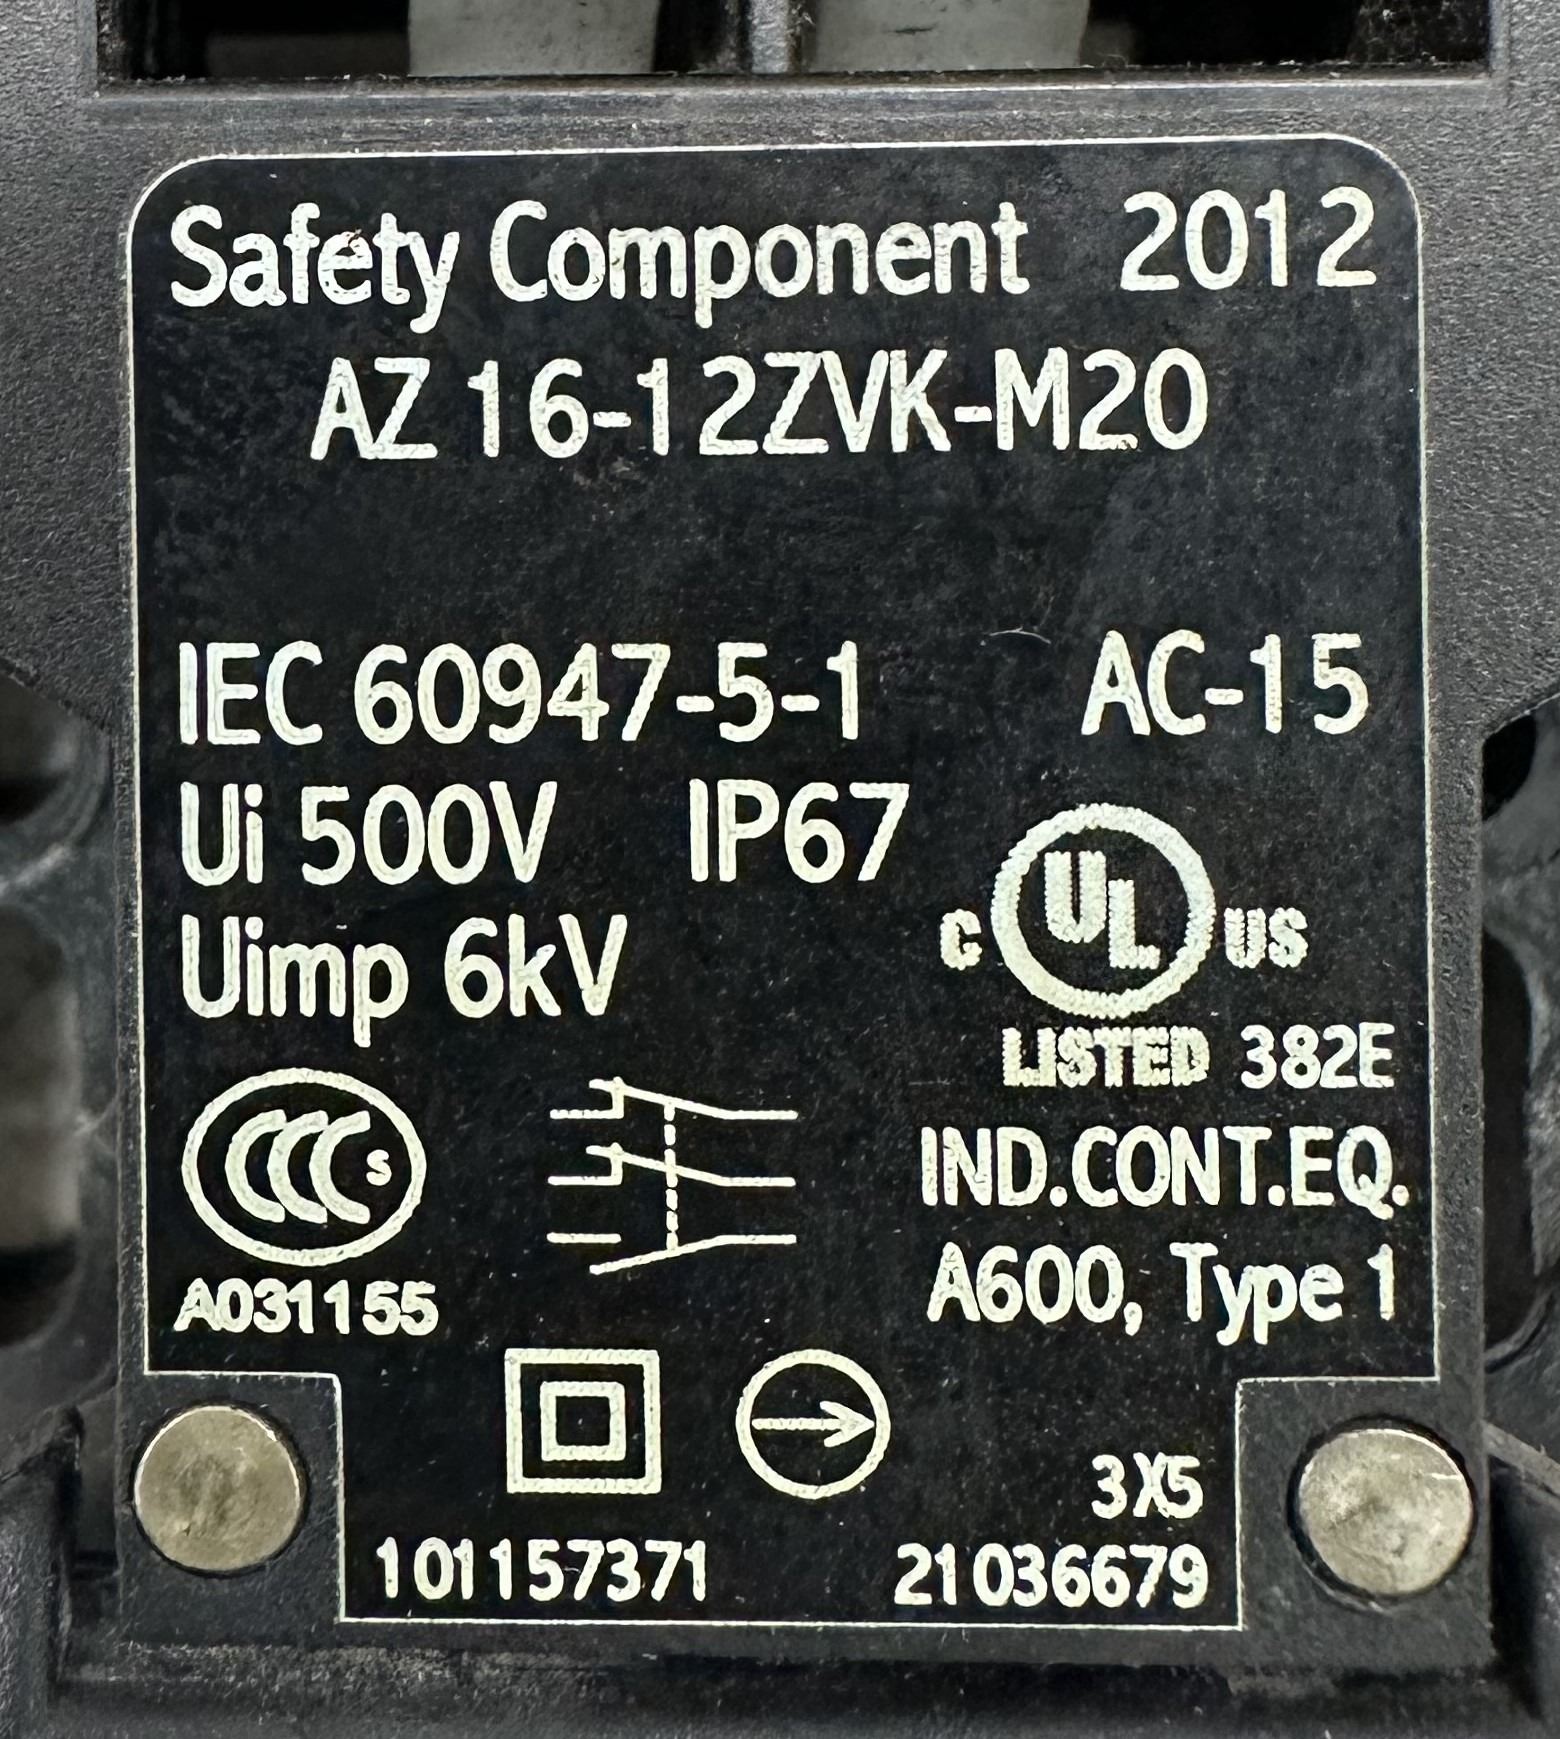 Safety Component 2012
AZ 16-12ZVK-M20
IEC 60947-5-1 AC-15
Ui 500V IP67
Uimp 6kV
C UL US
LISTED 382E
CCC S
IND.CONT.EQ.
A600, Type 1
A031155
3X5
101157371 21036679